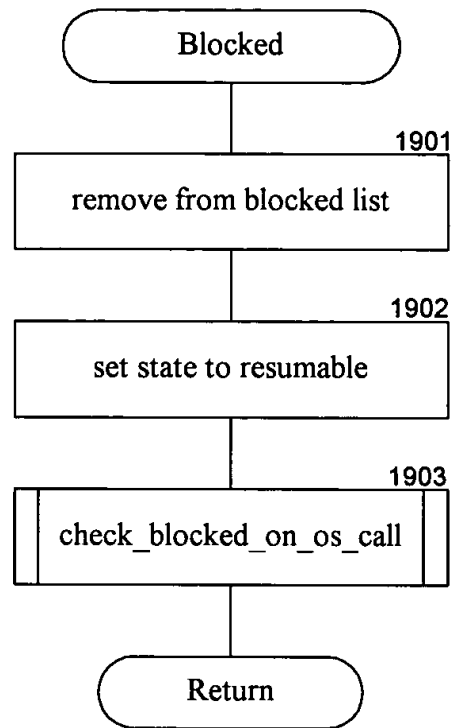 Blocked
1901
remove from blocked list
1902
set state to resumable
1903
check_blocked_on_os_call
Return